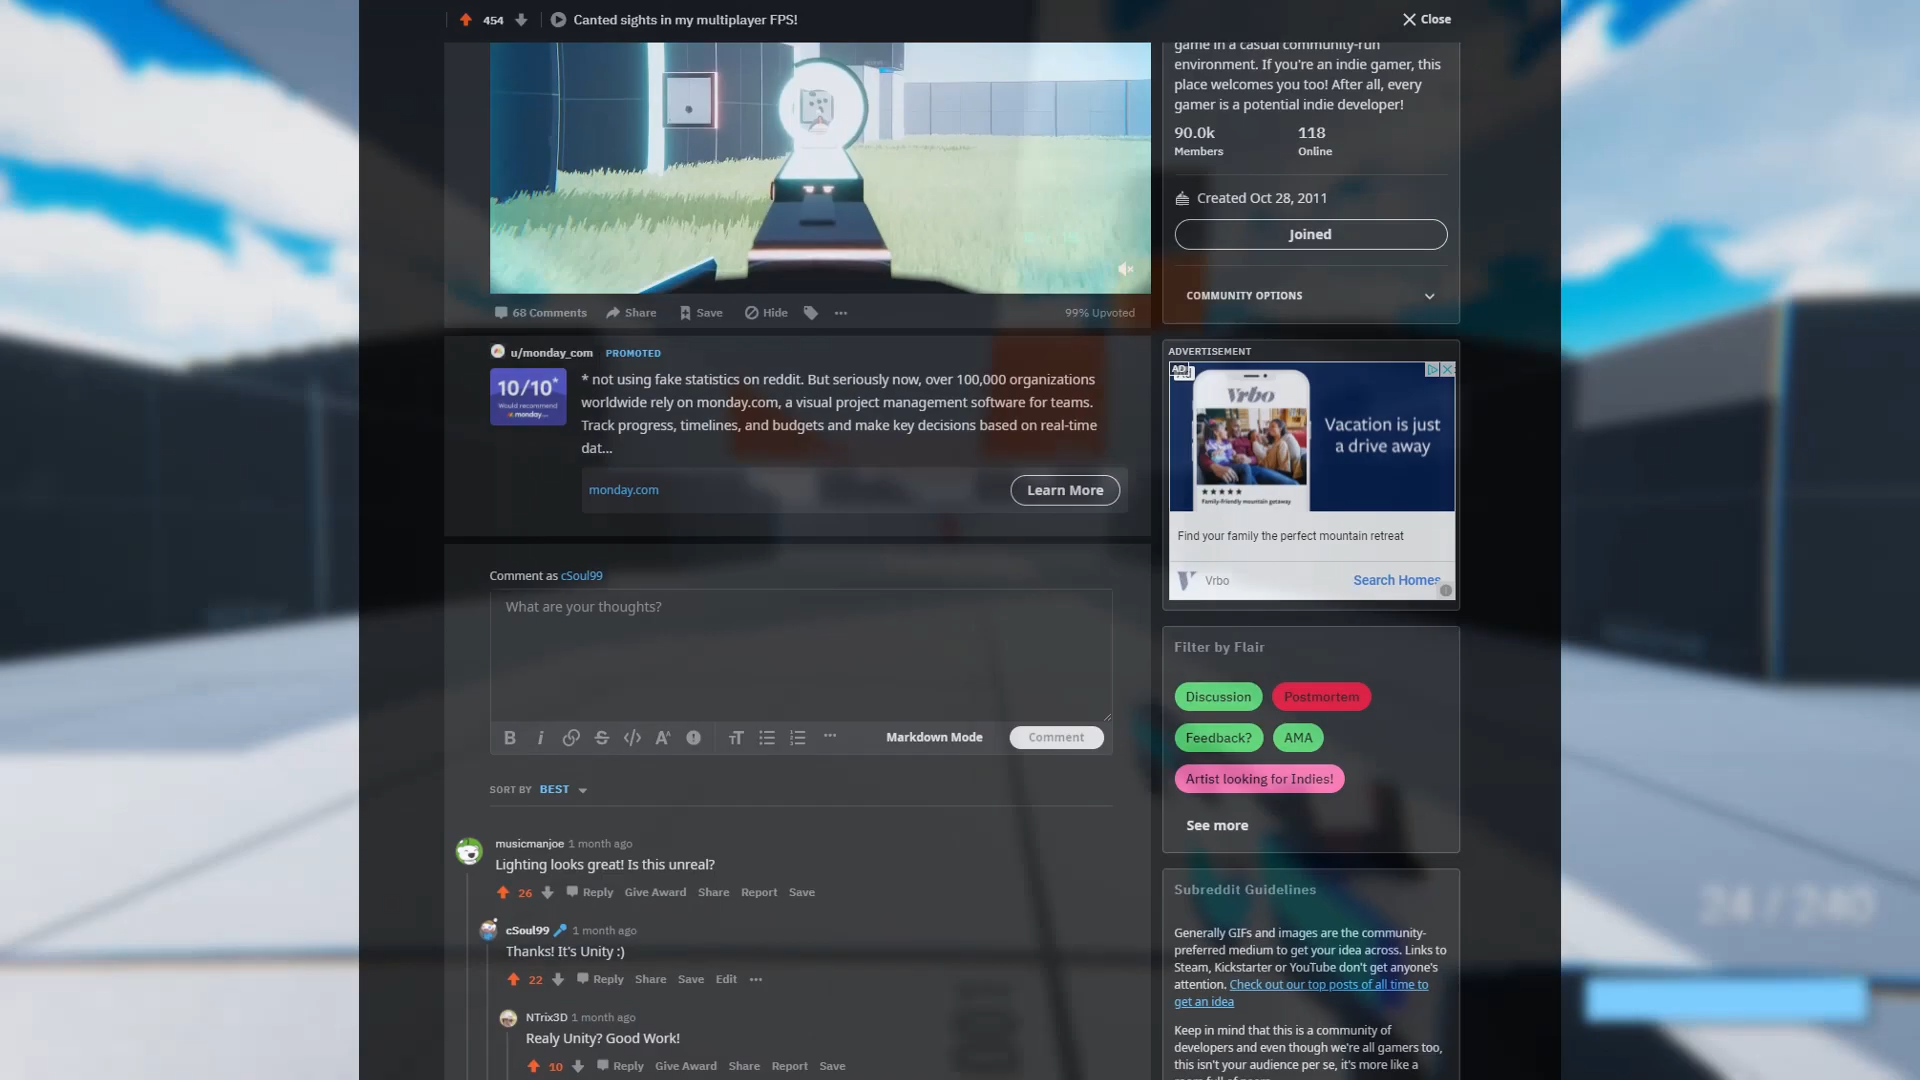 454
Canted sights in my multiplayer FPS!
Close
game in a casual community-run
environment. If you're an indie gamer, this
place welcomes you too! After all, every
gamer is a potential indie developer!
90.0k
118
Members
Online
Created Oct 28, 2011
Joined
COMMUNITY OPTIONS
68 Comments
Share
Save
Hide
99% Upvoted
u/monday_com PROMOTED
10/10*
Would recommend
monday.com
* not using fake statistics on reddit. But seriously now, over 100,000 organizations
worldwide rely on monday.com, a visual project management software for teams.
Track progress, timelines, and budgets and make key decisions based on real-time
dat...
monday.com
Learn More
ADVERTISEMENT
AD
Vrbo
Vacation is just
a drive away
Family-friendly mountain getaway
Find your family the perfect mountain retreat
Vrbo
Search Homes
Comment as cSoul99
What are your thoughts?
Markdown Mode
Comment
SORT BY BEST
Filter by Flair
Discussion
Postmortem
Feedback?
AMA
Artist looking for Indies!
See more
musicmanjoe 1 month ago
Lighting looks great! Is this unreal?
26
Reply
Give Award
Share
Report
Save
cSoul99 1 month ago
Thanks! It's Unity :)
22
Reply
Share
Save
Edit
NTrix3D 1 month ago
Realy Unity? Good Work!
10
Reply
Give Award
Share
Report
Save
Subreddit Guidelines
Generally GIFs and images are the community-
preferred medium to get your idea across. Links to
Steam, Kickstarter or YouTube don't get anyone's
attention. Check out our top posts of all time to
get an idea
Keep in mind that this is a community of
developers and even though we're all gamers too,
this isn't your audience per se, it's more like a
24 / 240